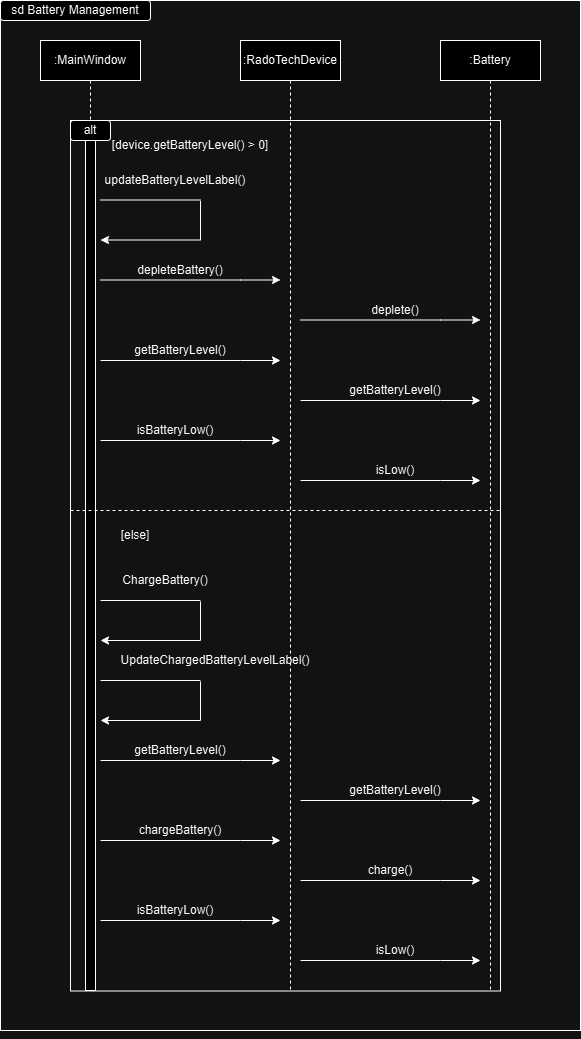 sd Battery Management
:MainWindow
:RadoTechDevice
:Battery
alt
[device.getBatteryLevel() > 0]
updateBatteryLevelLabel()
depleteBattery()
deplete()
getBatteryLevel()
getBatteryLevel()
isBatteryLow()
isLow()
[else]
ChargeBattery()
UpdateChargedBatteryLevelLabel()
getBatteryLevel()
getBatteryLevel()
chargeBattery()
charge()
isBatteryLow()
isLow()